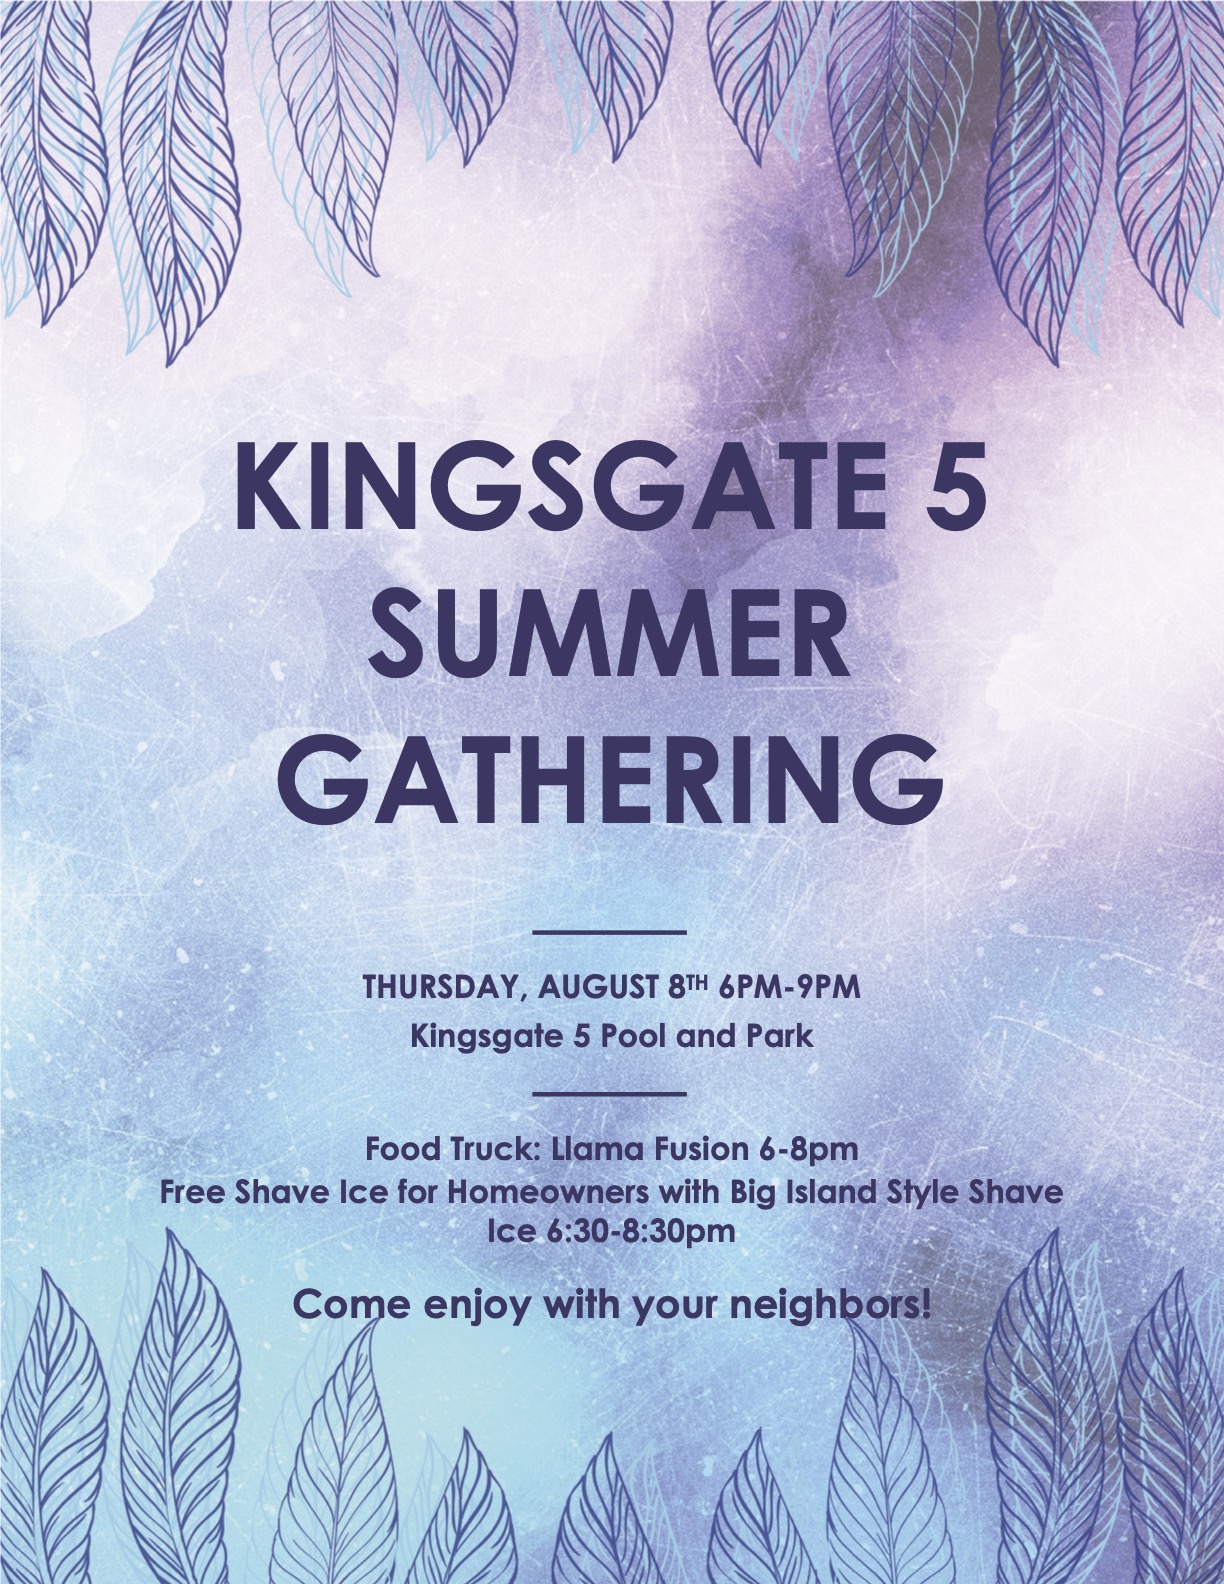 KINGSGATE 5
SUMMER
GATHERING
THURSDAY, AUGUST 8TH 6PM-9PM
Kingsgate 5 Pool and Park
Food Truck: Llama Fusion 6-8pm
Free Shave Ice for Homeowners with Big Island Style Shave
Ice 6:30-8:30pm
Come enjoy with your neighbors!